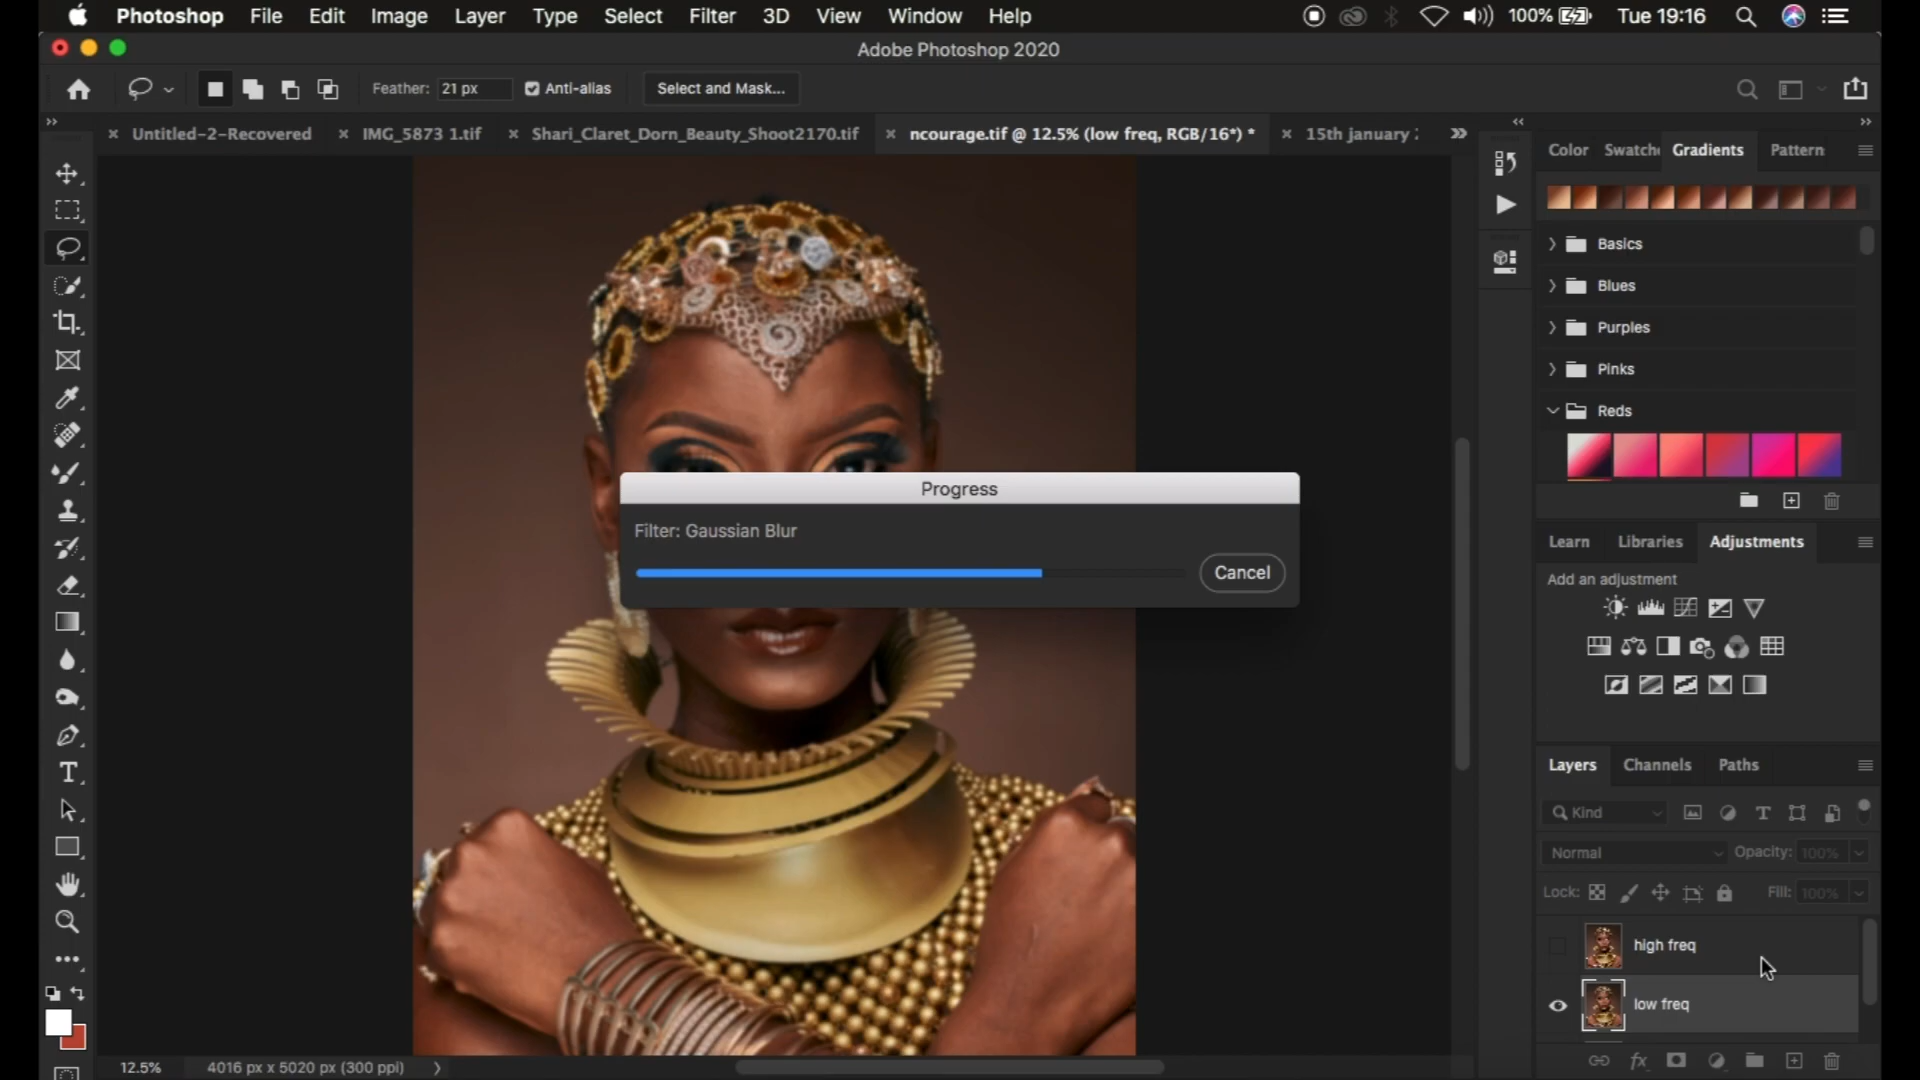 Photoshop File Edit Image Layer Type Select Filter 3D View Window Help 100% Tue 19:16
Adobe Photoshop 2020
Feather: 21 px Anti-alias Select and Mask...
Untitled-2-Recovered IMG_5873 1.tif Shari_Claret_Dorn_Beauty_Shoot2170.tif ncourage.tif @ 12.5% (low freq, RGB/16*) * 15th january
Color Swatche Gradients Pattern
Basics
Blues
Purples
Pinks
Reds
Progress
Filter: Gaussian Blur
Cancel
Learn Libraries Adjustments
Add an adjustment
Layers Channels Paths
Kind
Normal Opacity: 100%
Lock: Fill: 100%
high freq
low freq
12.5% 4016 px x 5020 px (300 ppi)